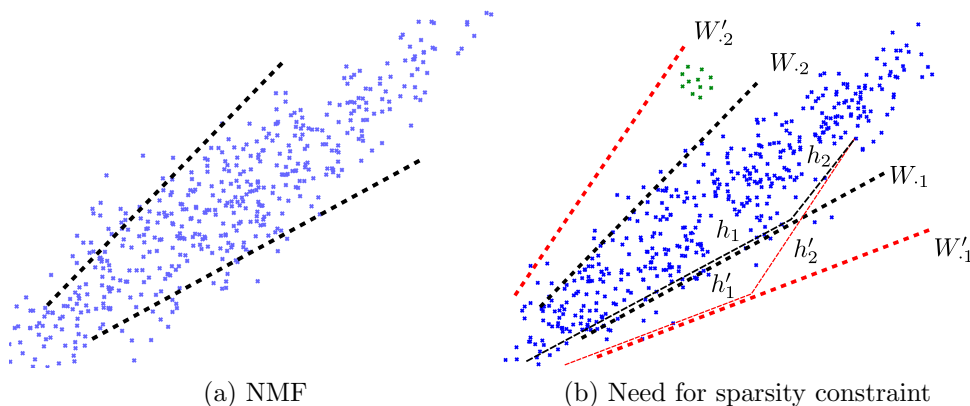 W′·2
W·2
h2
W·1
h1
h′2
W′·1
h′1
(a) NMF
(b) Need for sparsity constraint